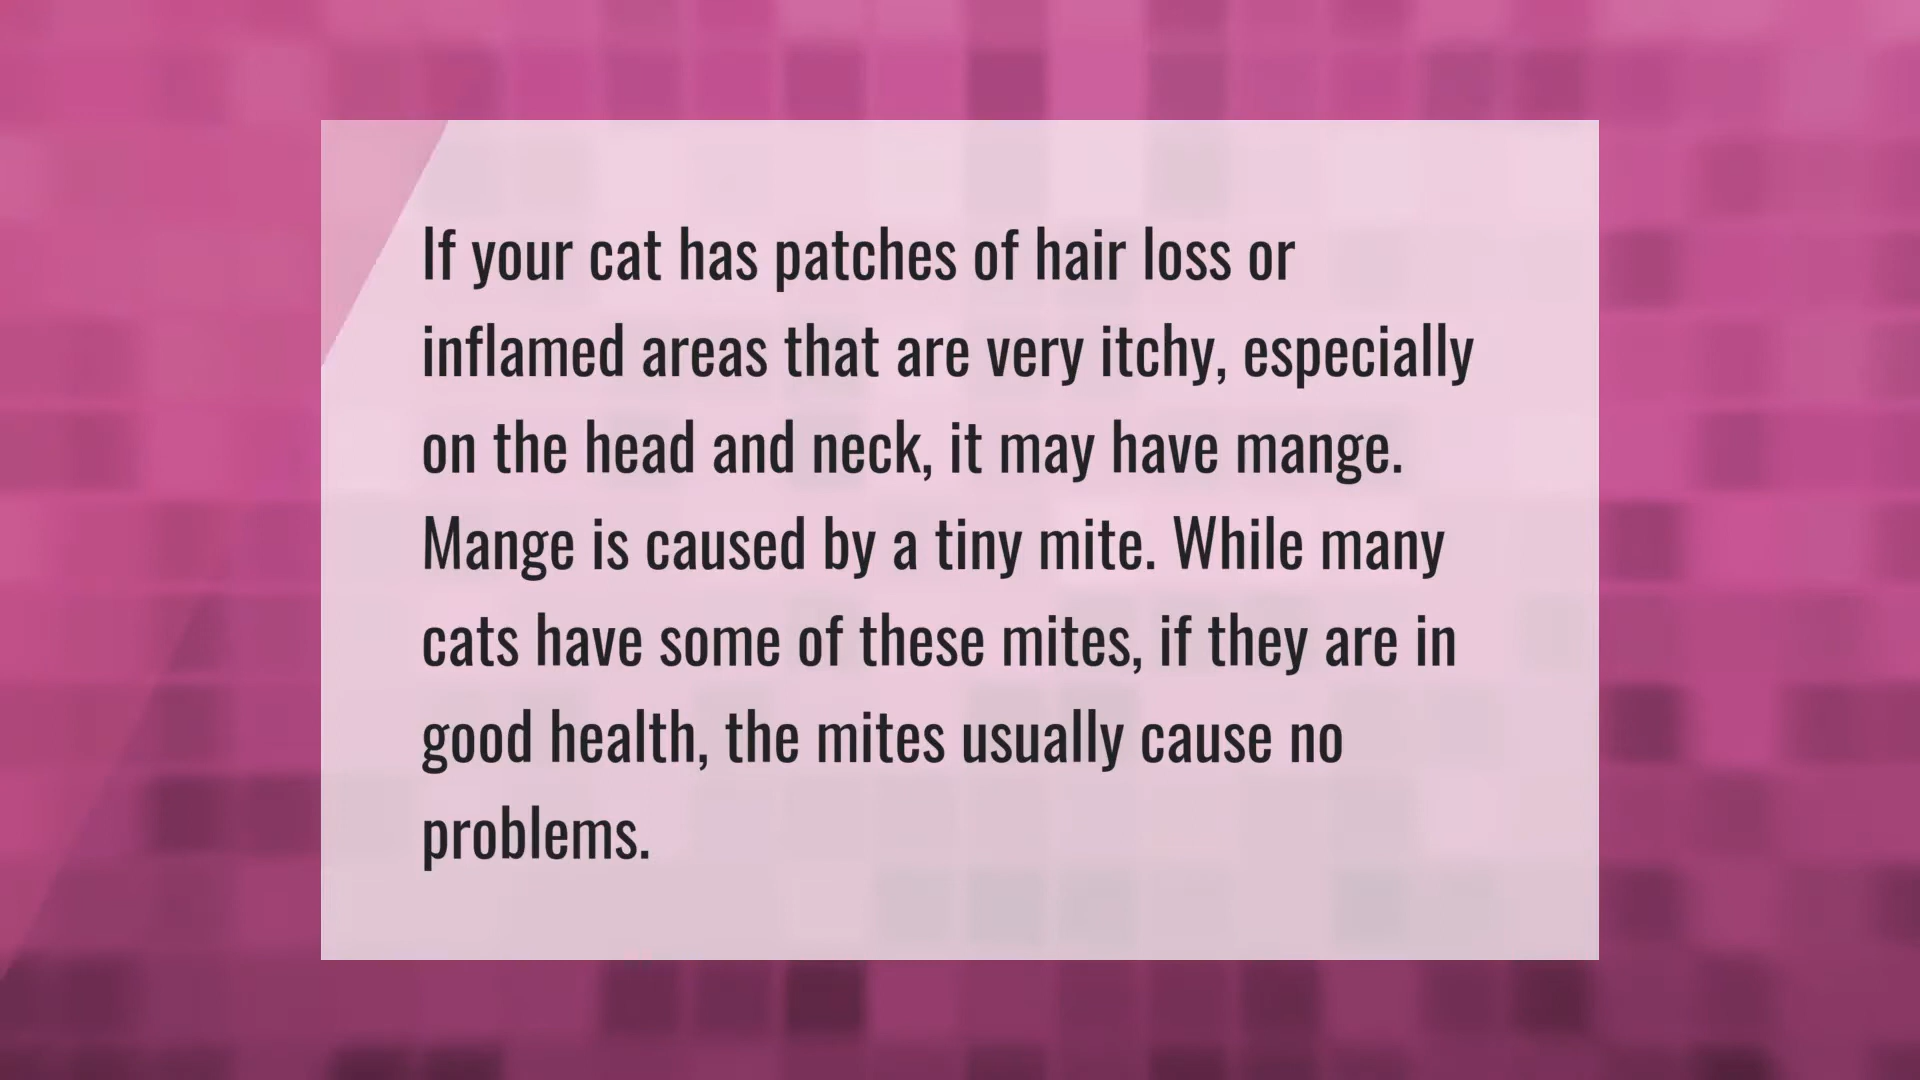 If your cat has patches of hair loss or
inflamed areas that are very itchy, especially
on the head and neck, it may have mange.
Mange is caused by a tiny mite. While many
cats have some of these mites, if they are in
good health, the mites usually cause no
problems.